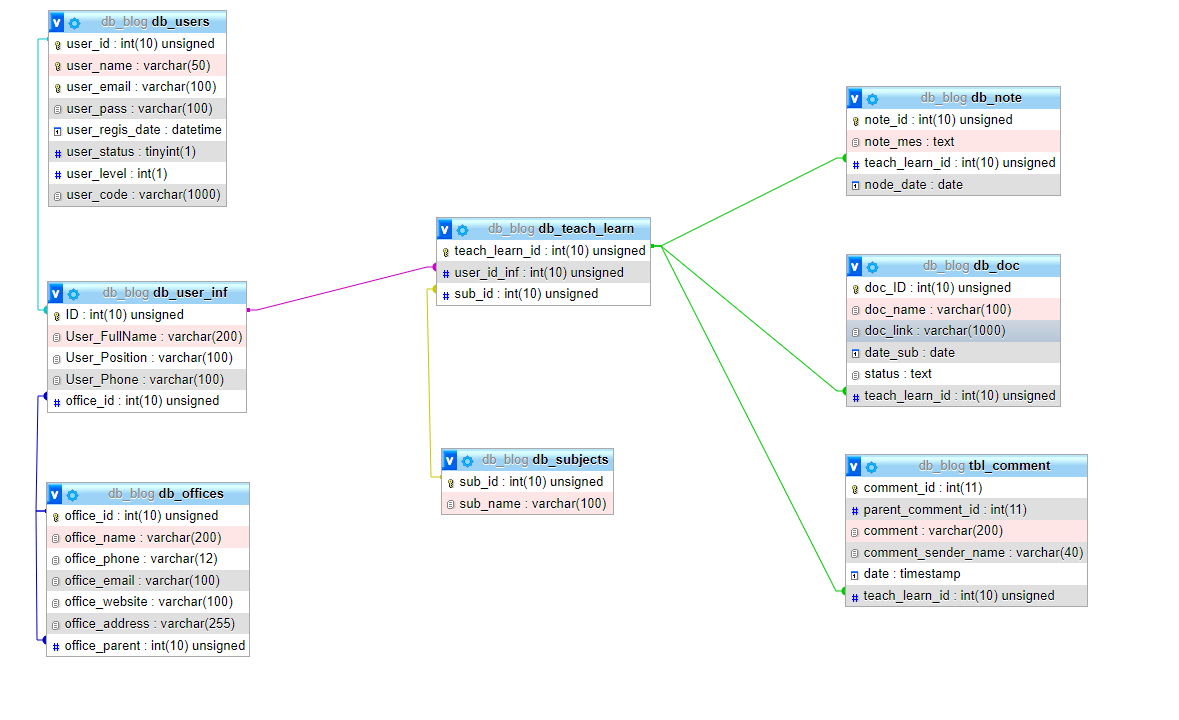 v db_blog db_users
user_id : int(10) unsigned
user_name : varchar(50)
user_email : varchar(100)
user_pass : varchar(100)
user_regis_date : datetime
# user_status : tinyint(1)
# user_level : int(1)
user_code : varchar(1000)
v db_blog db_user_inf
ID : int(10) unsigned
User_FullName : varchar(200)
User_Position : varchar(100)
User_Phone : varchar(100)
# office_id : int(10) unsigned
v db_blog db_offices
office_id : int(10) unsigned
office_name : varchar(200)
office_phone : varchar(12)
office_email : varchar(100)
office_website : varchar(100)
office_address : varchar(255)
# office_parent : int(10) unsigned
v db_blog db_teach_learn
teach_learn_id : int(10) unsigned
# user_id_inf : int(10) unsigned
# sub_id : int(10) unsigned
v db_blog db_subjects
sub_id : int(10) unsigned
sub_name : varchar(100)
v db_blog db_note
note_id : int(10) unsigned
note_mes : text
# teach_learn_id : int(10) unsigned
node_date : date
v db_blog db_doc
doc_ID : int(10) unsigned
doc_name : varchar(100)
doc_link : varchar(1000)
date_sub : date
status : text
# teach_learn_id : int(10) unsigned
v db_blog tbl_comment
comment_id : int(11)
# parent_comment_id : int(11)
comment : varchar(200)
comment_sender_name : varchar(40)
date : timestamp
# teach_learn_id : int(10) unsigned